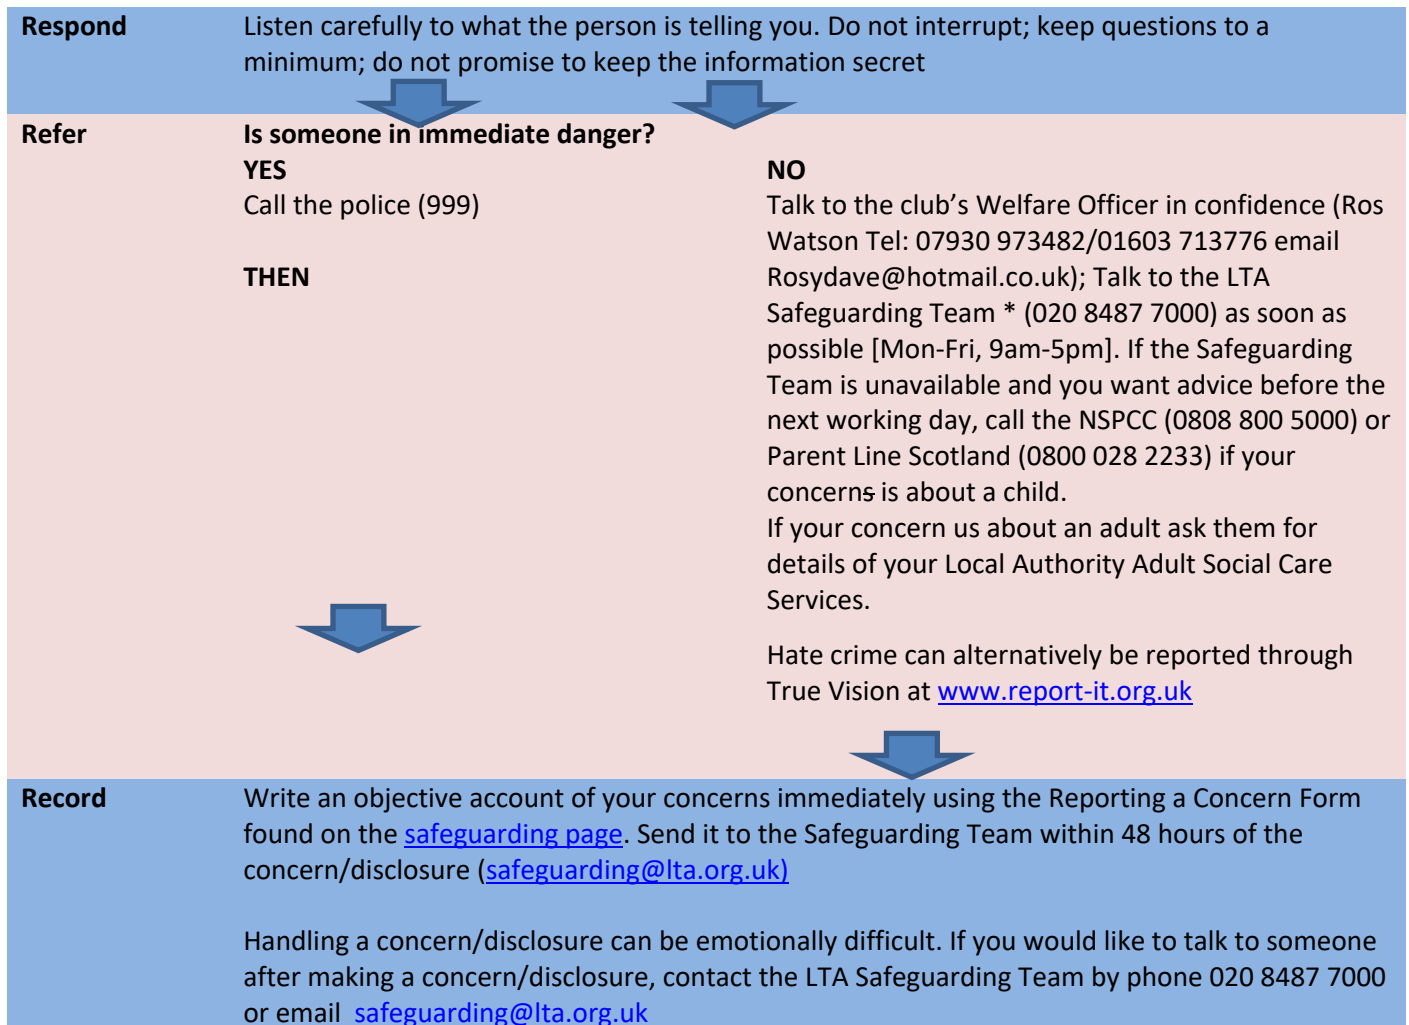 Respond
Listen carefully to what the person is telling you. Do not interrupt; keep questions to a
minimum; do not promise to keep the information secret
Refer
Is someone in immediate danger?
YES
Call the police (999)
THEN
NO
Talk to the club’s Welfare Officer in confidence (Ros
Watson Tel: 07930 973482/01603 713776 email
Rosydave@hotmail.co.uk); Talk to the LTA
Safeguarding Team * (020 8487 7000) as soon as
possible [Mon-Fri, 9am-5pm]. If the Safeguarding
Team is unavailable and you want advice before the
next working day, call the NSPCC (0808 800 5000) or
Parent Line Scotland (0800 028 2233) if your
concerns is about a child.
If your concern us about an adult ask them for
details of your Local Authority Adult Social Care
Services.
Hate crime can alternatively be reported through
True Vision at www.report-it.org.uk
Record
Write an objective account of your concerns immediately using the Reporting a Concern Form
found on the safeguarding page. Send it to the Safeguarding Team within 48 hours of the
concern/disclosure (safeguarding@lta.org.uk)
Handling a concern/disclosure can be emotionally difficult. If you would like to talk to someone
after making a concern/disclosure, contact the LTA Safeguarding Team by phone 020 8487 7000
or email safeguarding@lta.org.uk